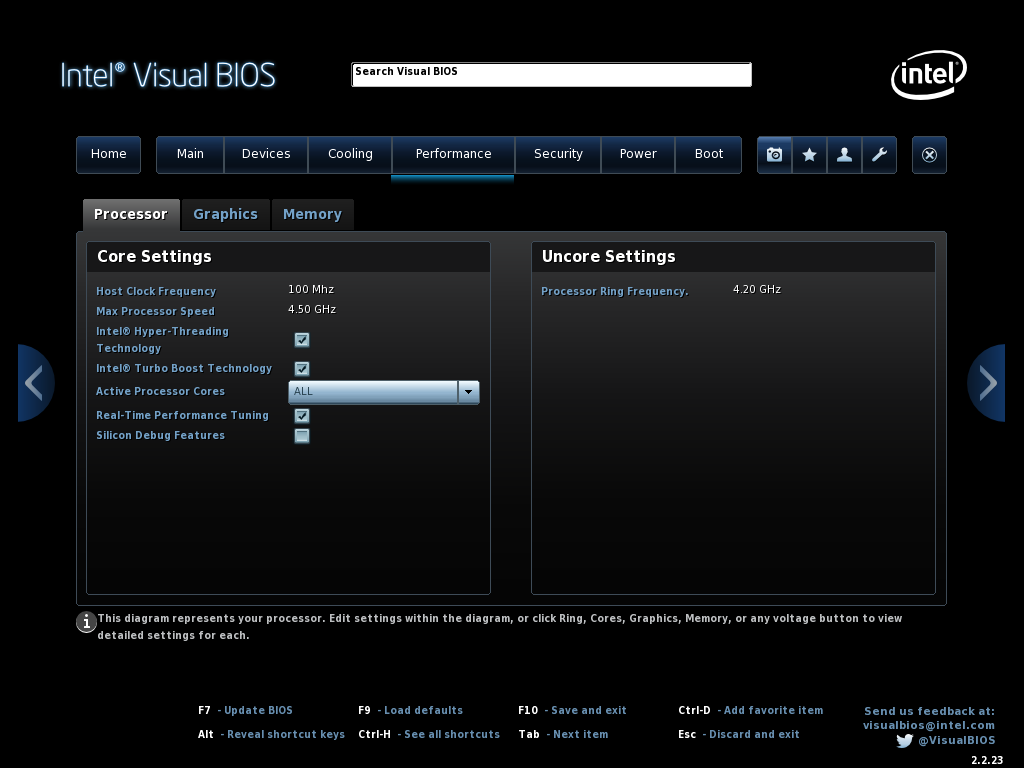 Intel® Visual BIOS
Search Visual BIOS
intel
Home Main Devices Cooling Performance Security Power Boot
Processor Graphics Memory
Core Settings
Host Clock Frequency 100 Mhz
Max Processor Speed 4.50 GHz
Intel® Hyper-Threading
Technology
Intel® Turbo Boost Technology
Active Processor Cores ALL
Real-Time Performance Tuning
Silicon Debug Features
Uncore Settings
Processor Ring Frequency. 4.20 GHz
This diagram represents your processor. Edit settings within the diagram, or click Ring, Cores, Graphics, Memory, or any voltage button to view
detailed settings for each.
F7 - Update BIOS F9 - Load defaults F10 - Save and exit Ctrl-D - Add favorite item
Alt - Reveal shortcut keys Ctrl-H - See all shortcuts Tab - Next item Esc - Discard and exit
Send us feedback at:
visualbios@intel.com
@VisualBIOS
2.2.23